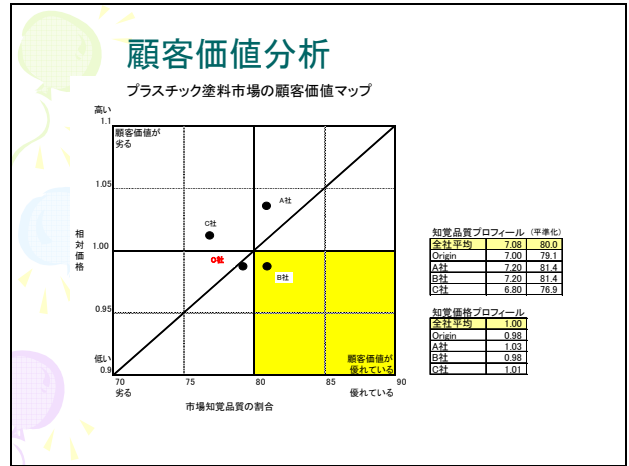 顧客価値分析
プラスチック塗料市場の顧客価値マップ
高い
1.1
顧客価値が
劣る
1.05
A社
C社
相対価格
1.00
O社
B社
0.95
低い
0.9
顧客価値が
優れている
70 75 80 85 90
劣る 優れている
市場知覚品質の割合
知覚品質プロフィール (平準化)
全社平均 7.08 80.0
Origin 7.00 79.1
A社 7.20 81.4
B社 7.20 81.4
C社 6.80 76.9
知覚価格プロフィール
全社平均 1.00
Origin 0.98
A社 1.03
B社 0.98
C社 1.01